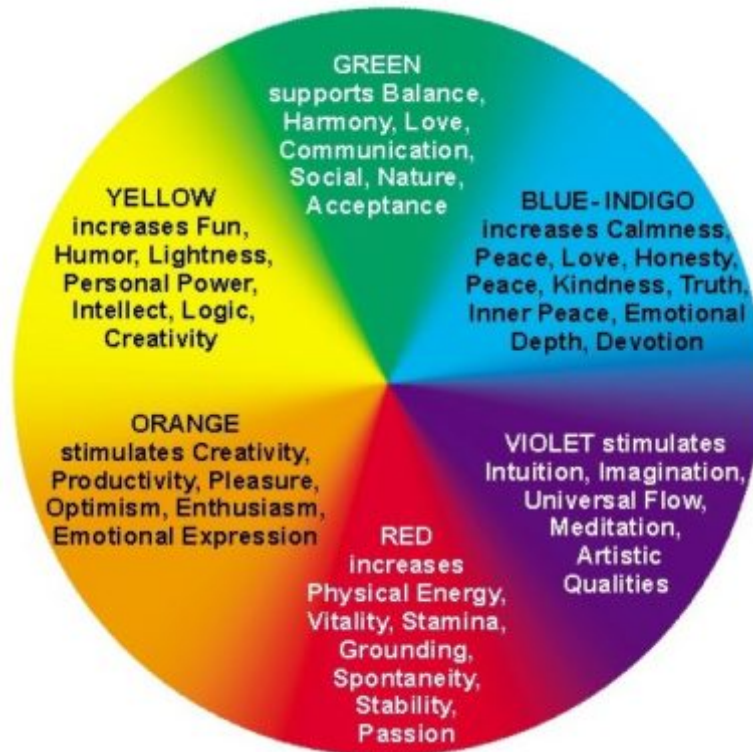 GREEN
supports Balance,
Harmony, Love,
Communication,
Social, Nature,
Acceptance
BLUE-INDIGO
increases Calmness,
Peace, Love, Honesty,
Peace, Kindness, Truth,
Inner Peace, Emotional
Depth, Devotion
VIOLET stimulates
Intuition, Imagination,
Universal Flow,
Meditation,
Artistic
Qualities
RED
increases
Physical Energy,
Vitality, Stamina,
Grounding,
Spontaneity,
Stability,
Passion
ORANGE
stimulates Creativity,
Productivity, Pleasure,
Optimism, Enthusiasm,
Emotional Expression
YELLOW
increases Fun,
Humor, Lightness,
Personal Power,
Intellect, Logic,
Creativity